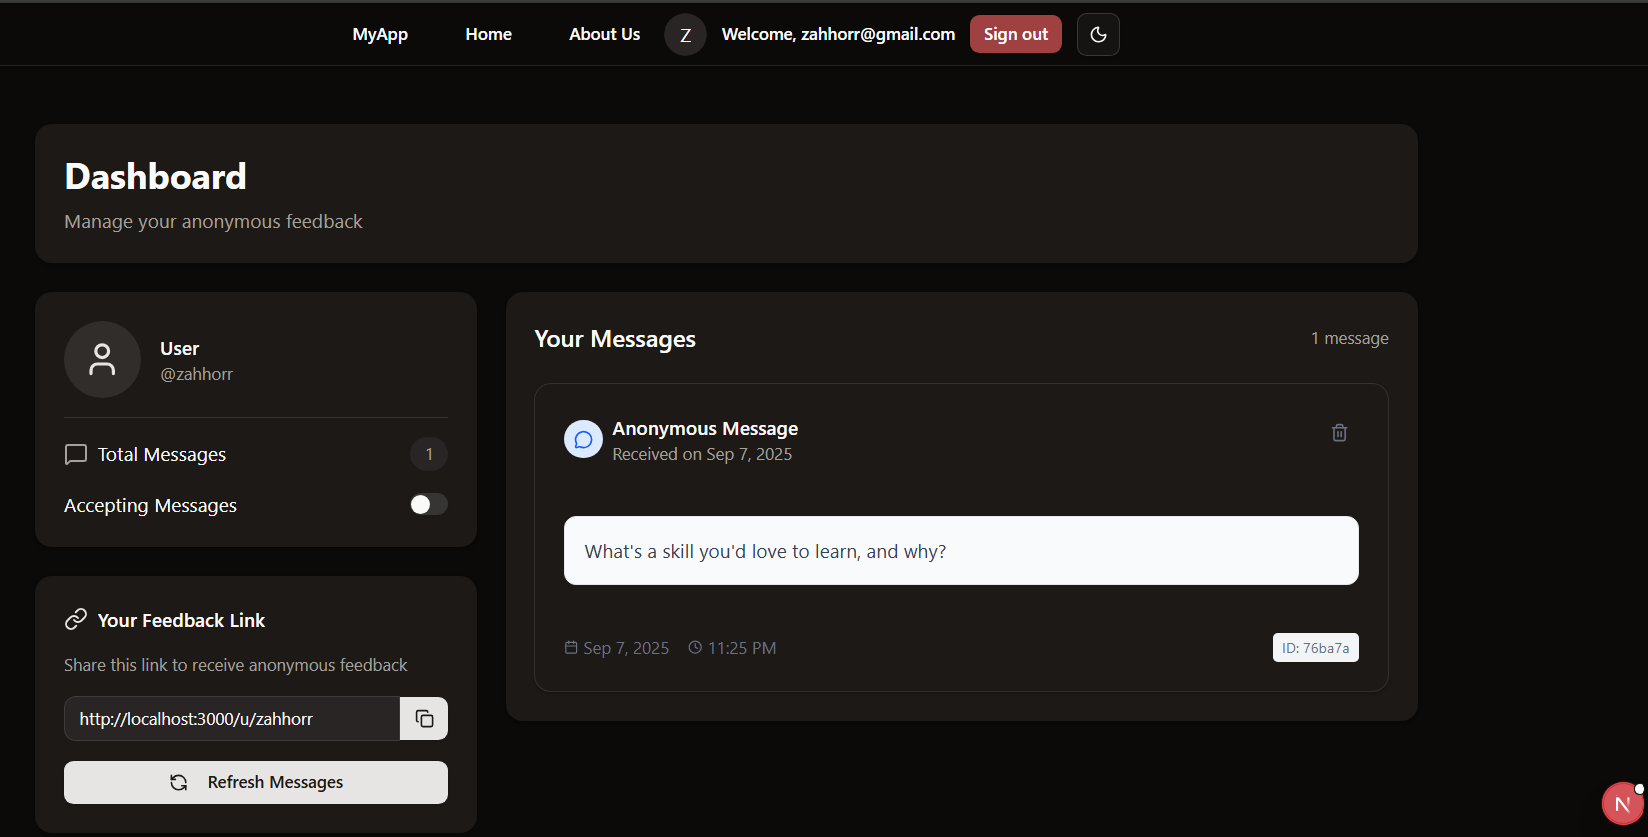 MyApp Home About Us Z Welcome, zahhorr@gmail.com Sign out
Dashboard
Manage your anonymous feedback
User
@zahhorr
Total Messages 1
Accepting Messages
Your Feedback Link
Share this link to receive anonymous feedback
http://localhost:3000/u/zahhorr
Refresh Messages
Your Messages 1 message
Anonymous Message
Received on Sep 7, 2025
What's a skill you'd love to learn, and why?
Sep 7, 2025 11:25 PM ID: 76ba7a
N